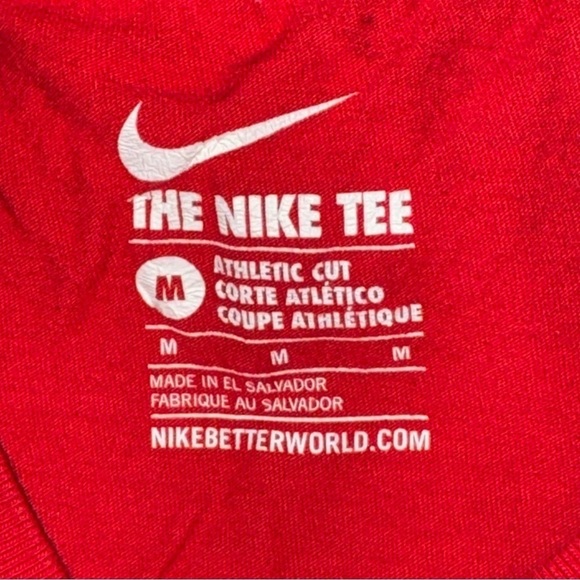 THE NIKE TEE
M
ATHLETIC CUT
CORTE ATLÉTICO
COUPE ATHLÉTIQUE
M M M
MADE IN EL SALVADOR
FABRIQUE AU SALVADOR
NIKEBETTERWORLD.COM